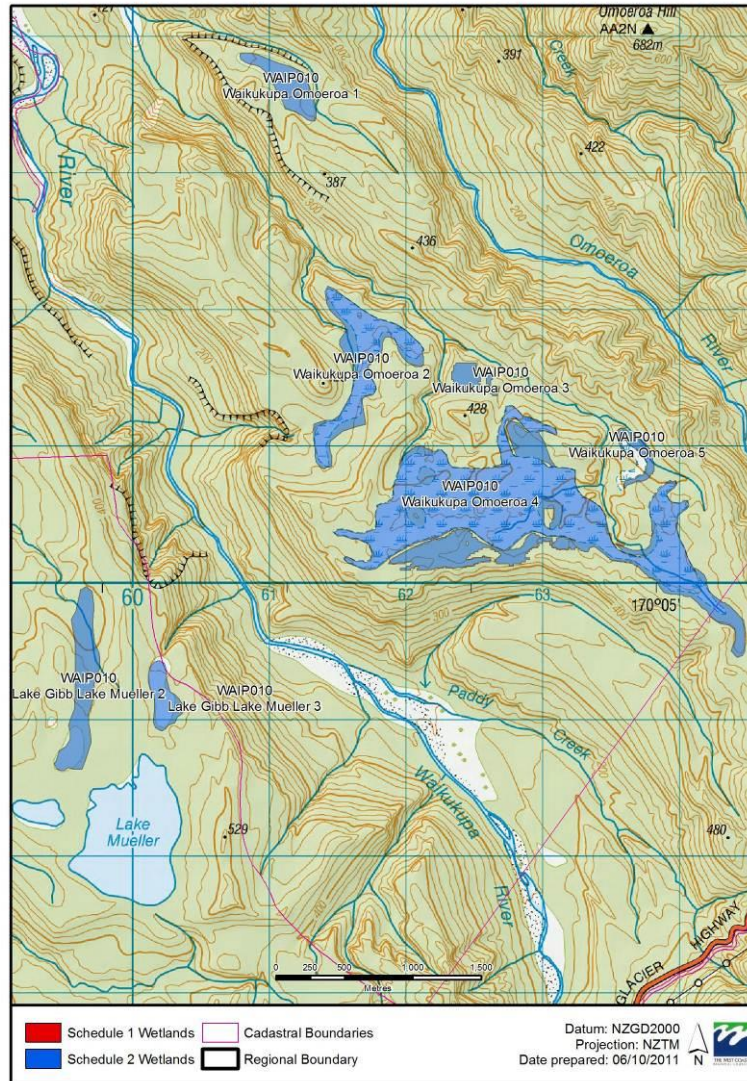 Omoeroa Hill
AA2N
682m
391
Creek
WAIP010
Waikukupa Omoeroa 1
422
River
387
436
Omoeroa
River
WAIP010
Waikukupa Omoeroa 2
WAIP010
Waikukupa Omoeroa 3
428
WAIP010
Waikukupa Omoeroa 5
WAIP010
Waikukupa Omoeroa 4
60
61
62
63
170º05'
WAIP010
Lake Gibb Lake Mueller 2
WAIP010
Lake Gibb Lake Mueller 3
Paddy
Creek
Waikukupa
River
Lake
Mueller
529
480
GLACIER HIGHWAY
0 250 500 1 000 1 500
Metres
Schedule 1 Wetlands
Cadastral Boundaries
Schedule 2 Wetlands
Regional Boundary
Datum: NZGD2000
Projection: NZTM
Date prepared: 06/10/2011
N